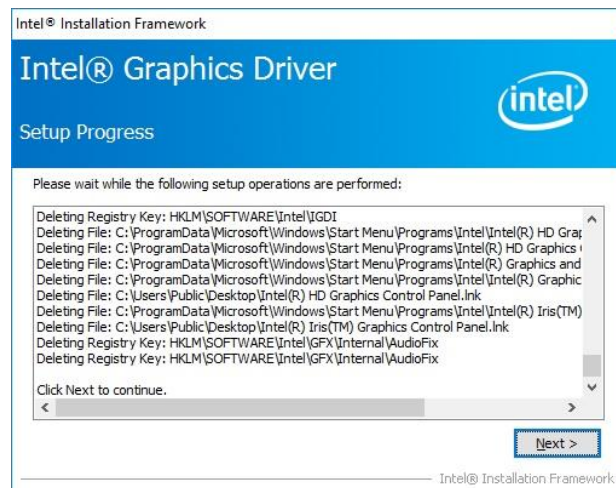 Intel® Installation Framework
Intel® Graphics Driver
intel
Setup Progress
Please wait while the following setup operations are performed:
Deleting Registry Key: HKLM\SOFTWARE\Intel\IGDI
Deleting File: C:\ProgramData\Microsoft\Windows\Start Menu\Programs\Intel\Intel(R) HD Grap
Deleting File: C:\ProgramData\Microsoft\Windows\Start Menu\Programs\Intel(R) HD Graphics
Deleting File: C:\ProgramData\Microsoft\Windows\Start Menu\Programs\Intel(R) Graphics and
Deleting File: C:\ProgramData\Microsoft\Windows\Start Menu\Programs\Intel\Intel(R) Graphic
Deleting File: C:\Users\Public\Desktop\Intel(R) HD Graphics Control Panel.lnk
Deleting File: C:\ProgramData\Microsoft\Windows\Start Menu\Programs\Intel\Intel(R) Iris(TM)
Deleting File: C:\Users\Public\Desktop\Intel(R) Iris(TM) Graphics Control Panel.lnk
Deleting Registry Key: HKLM\SOFTWARE\Intel\GFX\Internal\AudioFix
Deleting Registry Key: HKLM\SOFTWARE\Intel\GFX\Internal\AudioFix
Click Next to continue.
Next >
Intel® Installation Framework